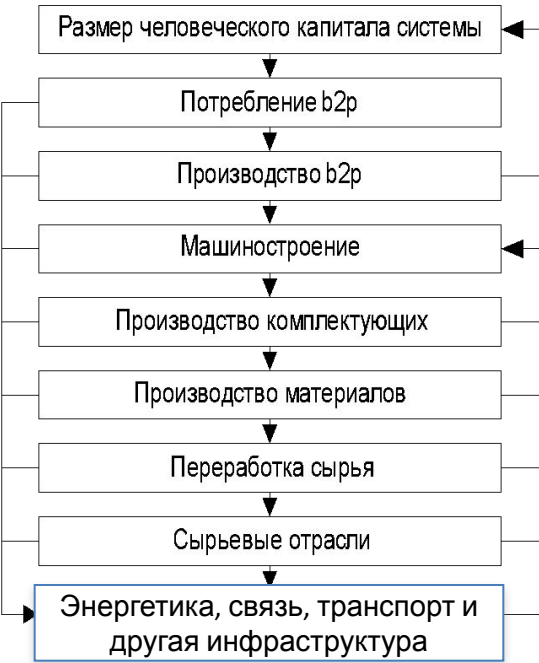 Размер человеческого капитала системы
Потребление b2p
Производство b2p
Машиностроение
Производство комплектующих
Производство материалов
Переработка сырья
Сырьевые отрасли
Энергетика, связь, транспорт и
другая инфраструктура